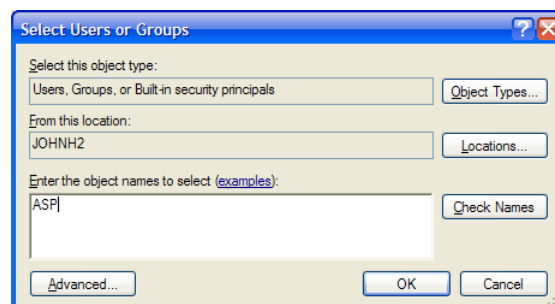 Select Users or Groups
Select this object type:
Users, Groups, or Built-in security principals
Object Types...
From this location:
JOHNH2
Locations...
Enter the object names to select (examples):
ASP
Check Names
Advanced...
OK
Cancel